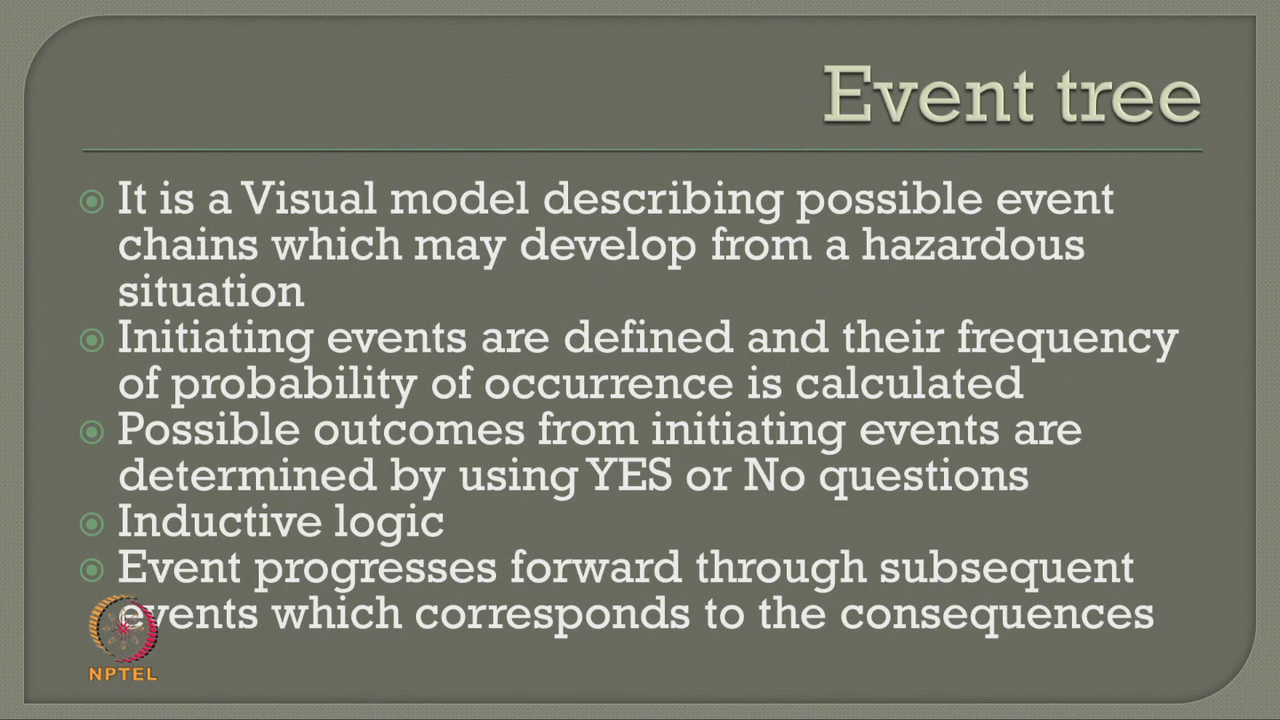 Event tree
It is a Visual model describing possible event
chains which may develop from a hazardous
situation
Initiating events are defined and their frequency
of probability of occurrence is calculated
Possible outcomes from initiating events are
determined by using YES or No questions
Inductive logic
Event progresses forward through subsequent
events which corresponds to the consequences
NPTEL